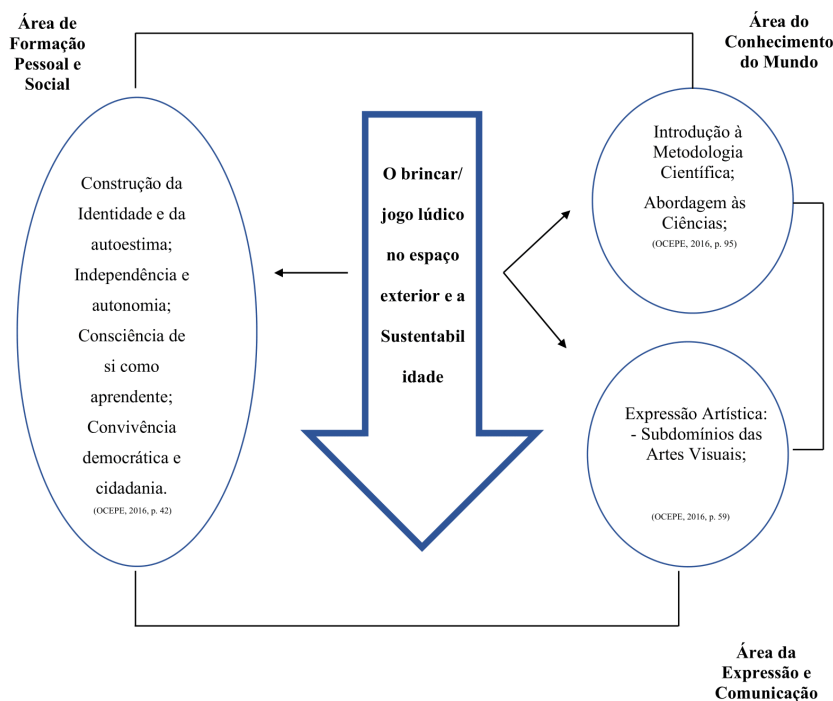 Área de
Formação
Pessoal e
Social
Área do
Conhecimento
do Mundo
Construção da
Identidade e da
autoestima;
Independência e
autonomia;
Consciência de
si como
aprendente;
Convivência
democrática e
cidadania.
(OCEPE, 2016, p. 42)
O brincar/
jogo lúdico
no espaço
exterior e a
Sustentabil
idade
Introdução à
Metodologia
Científica;
Abordagem às
Ciências;
(OCEPE, 2016, p. 95)
Expressão Artística:
- Subdomínios das
Artes Visuais;
(OCEPE, 2016, p. 59)
Área da
Expressão e
Comunicação